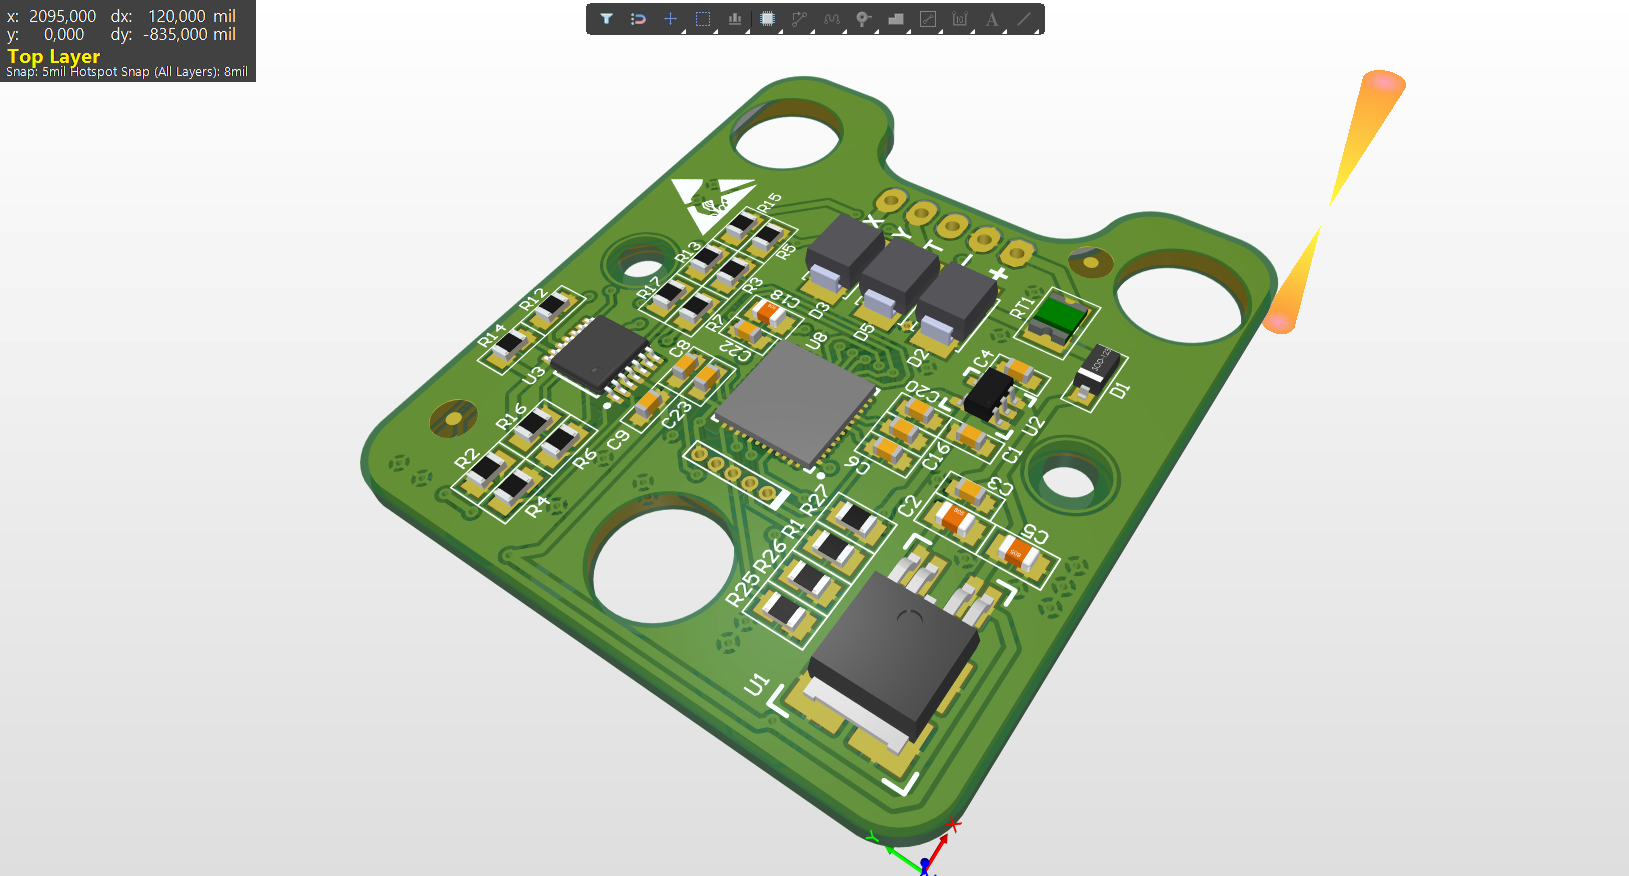 x: 2095,000 dx: 120,000 mil
y: 0,000 dy: -835,000 mil
Top Layer
Snap: 5mil Hotspot Snap (All Layers): 8mil
A
R15
R5
R13
R3
R17
R7
R12
R14
U3
C18
C22
C8
C23
C9
U8
X
Y
T
-
+
D3
D5
D2
RT1
C4
SOD-123
D1
U2
C20
C16
C6
C1
R16
R6
R2
R4
C3
C2
C5
R27
R1
R26
R25
U1
Y
X